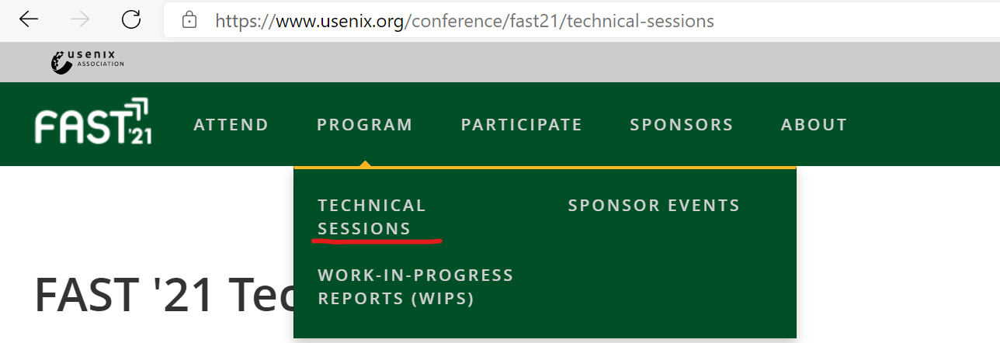 https://www.usenix.org/conference/fast21/technical-sessions
usenix
ASSOCIATION
FAST'21
ATTEND
PROGRAM
PARTICIPATE
SPONSORS
ABOUT
TECHNICAL
SESSIONS
SPONSOR EVENTS
WORK-IN-PROGRESS
REPORTS (WIPS)
FAST '21 Tec